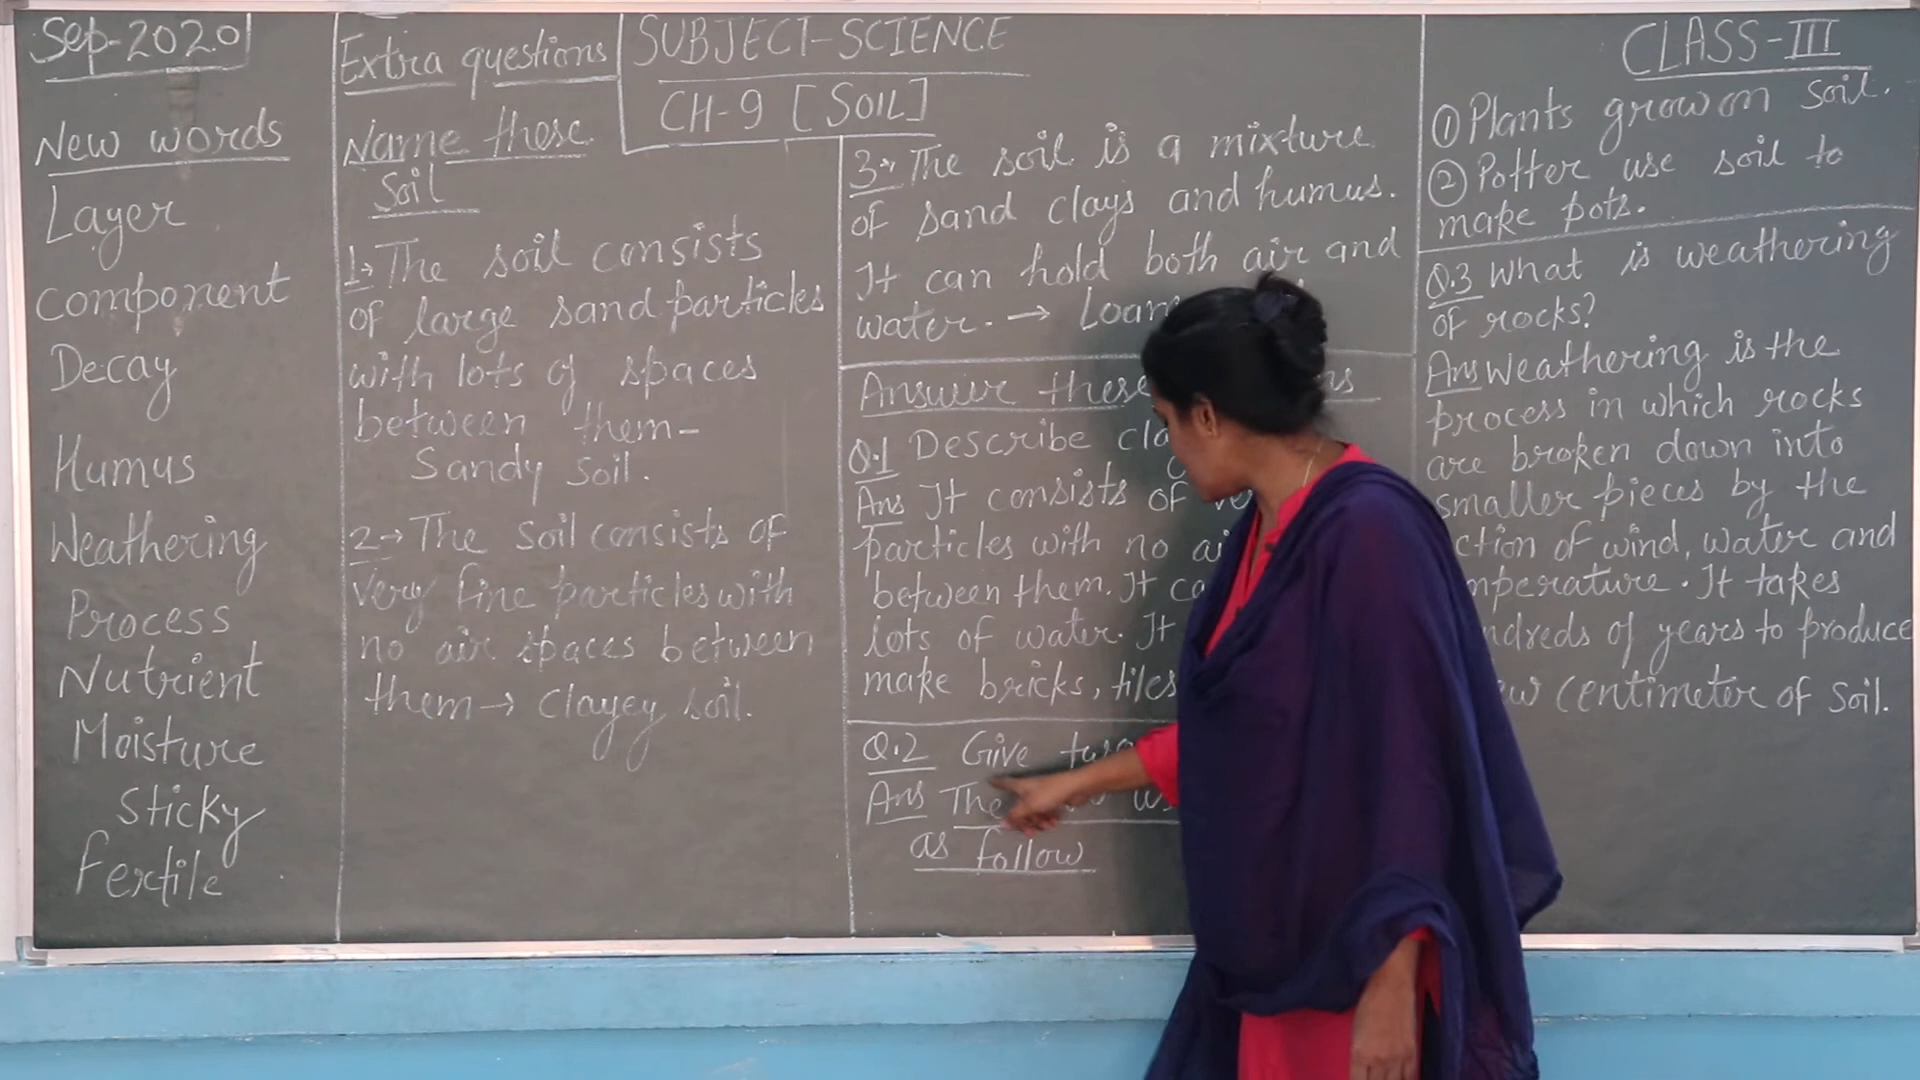 Sep-2020
New words
Layer
Component
Decay
Humus
Weathering
Process
Nutrient
Moisture
Sticky
Fertile
Extra questions
Name these
Soil
1→ The soil consists
of large sand particles
with lots of spaces
between them-
Sandy Soil.
2→ The Soil consists of
very fine particles with
no air spaces between
them → Clayey soil.
SUBJECT-SCIENCE
CH-9 [SOIL]
3→ The soil is a mixture
of sand clays and humus.
It can hold both air and
water. →
Answer these
Q.1 Describe
Ans It consists of
particles with no
between them. It
lots of water. It
make bricks, tiles
Q.2 Give
Ans
as follow
CLASS-III
① Plants grow on soil.
② Potter use soil to
make pots.
Q.3 What is weathering
of rocks?
Ans Weathering is the
process in which rocks
are broken down into
smaller pieces by the
of wind, water and
It takes
of years to produce
centimeter of Soil.